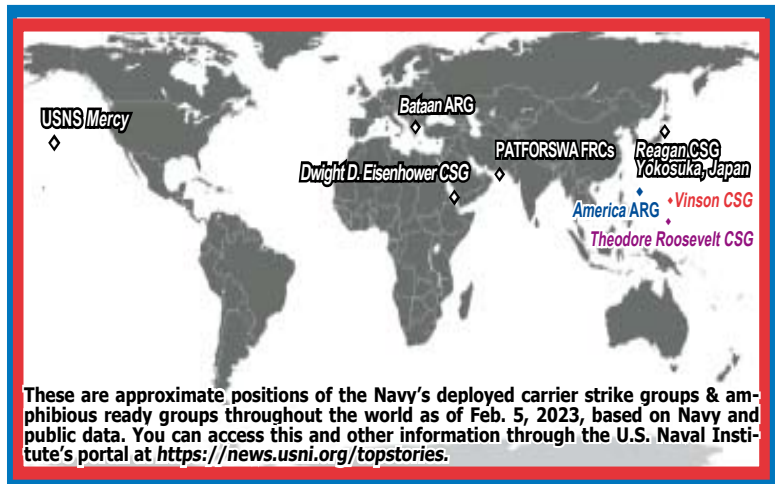 Bataan ARG
USNS Mercy
PATFORSWA FRCs
Reagan CSG
Yokosuka, Japan
Dwight D. Eisenhower CSG
Vinson CSG
America ARG
Theodore Roosevelt CSG
These are approximate positions of the Navy’s deployed carrier strike groups & am-
phibious ready groups throughout the world as of Feb. 5, 2023, based on Navy and
public data. You can access this and other information through the U.S. Naval Insti-
tute’s portal at https://news.usni.org/topstories.